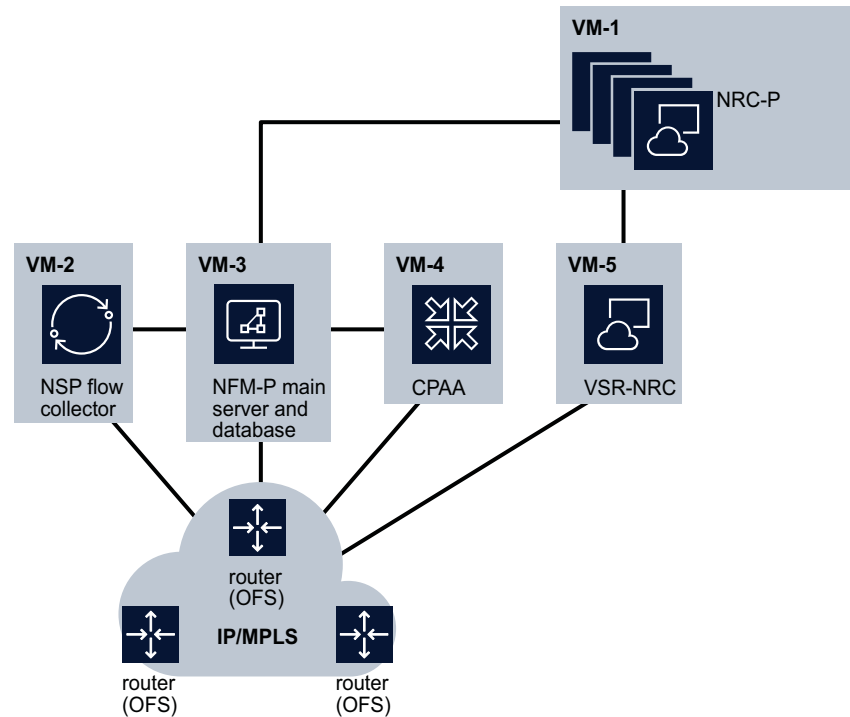 VM-1
NRC-P
VM-2
VM-3
VM-4
VM-5
NSP flow
collector
NFM-P main
server and
database
CPAA
VSR-NRC
router
(OFS)
IP/MPLS
router
(OFS)
router
(OFS)